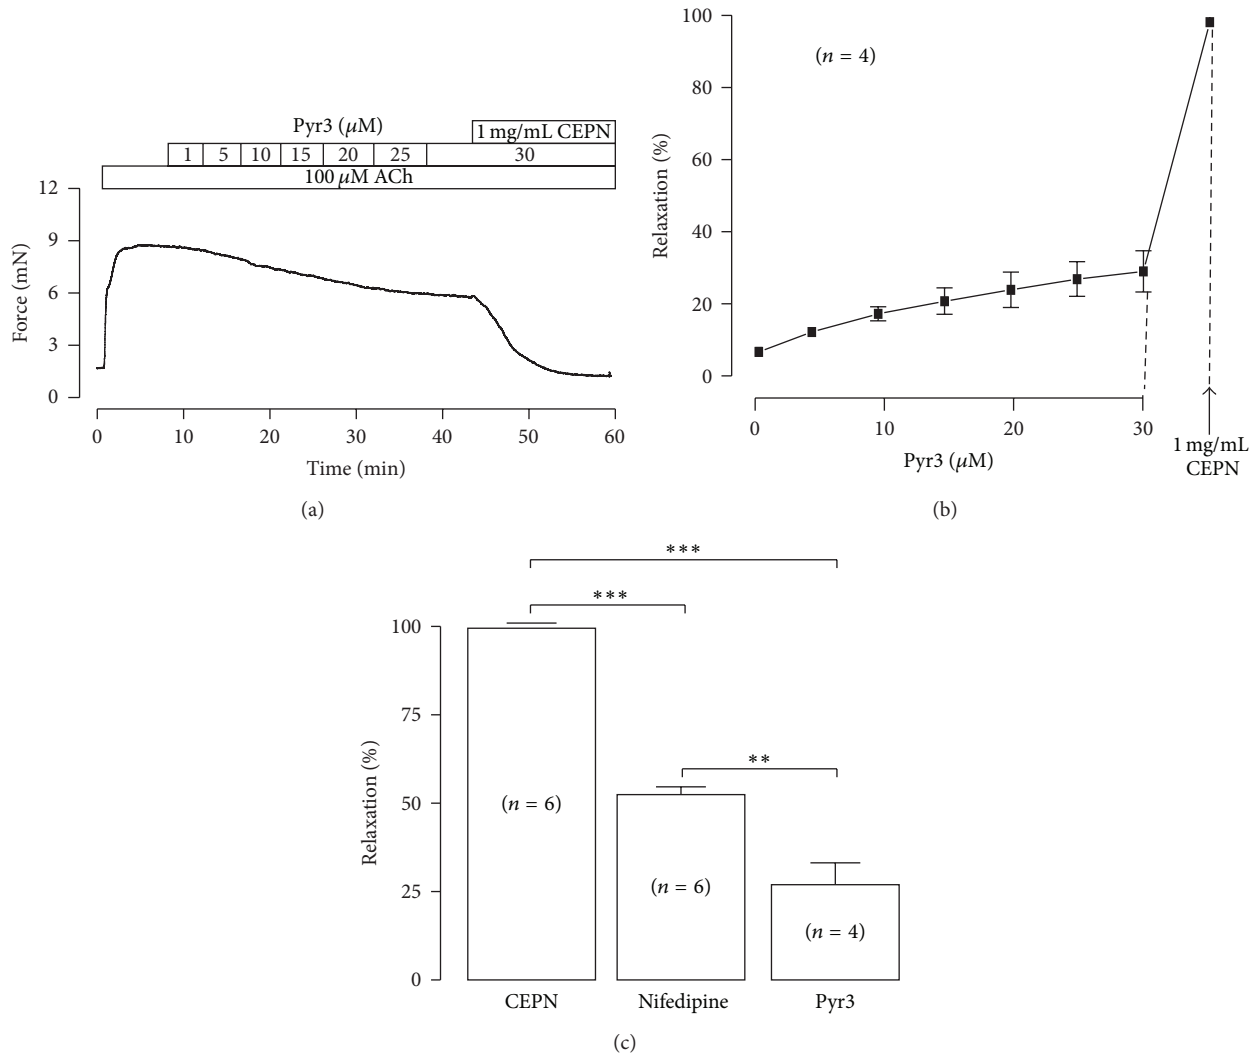 Pyr3 (μM)
1 mg/mL CEPN
1 5 10 15 20 25 30
100 μM ACh
12
9
6
3
0
Force (mN)
0 10 20 30 40 50 60
Time (min)
(a)
100
80
60
40
20
0
Relaxation (%)
(n = 4)
0 10 20 30
Pyr3 (μM)
1 mg/mL
CEPN
(b)
***
***
**
100
75
50
25
0
Relaxation (%)
(n = 6)
(n = 6)
(n = 4)
CEPN Nifedipine Pyr3
(c)